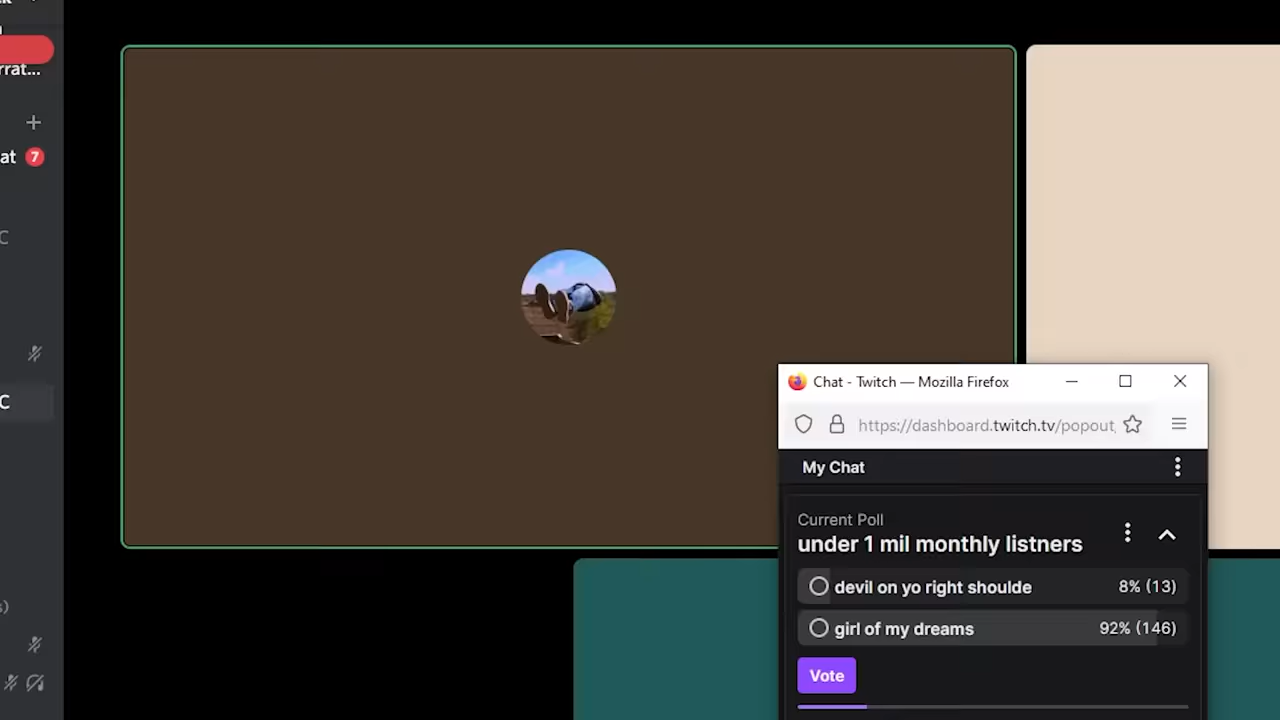 rrat...
at 7
C
C
s)
Chat - Twitch — Mozilla Firefox
https://dashboard.twitch.tv/popout
My Chat
Current Poll
under 1 mil monthly listners
devil on yo right shoulde 8% (13)
girl of my dreams 92% (146)
Vote